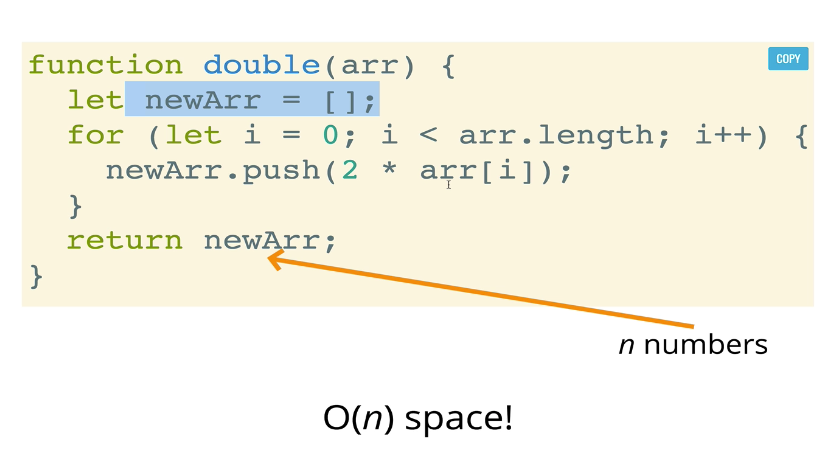 function double(arr) {
COPY
  let newArr = [];
  for (let i = 0; i < arr.length; i++) {
    newArr.push(2 * arr[i]);
  }
  return newArr;
}
n numbers
O(n) space!